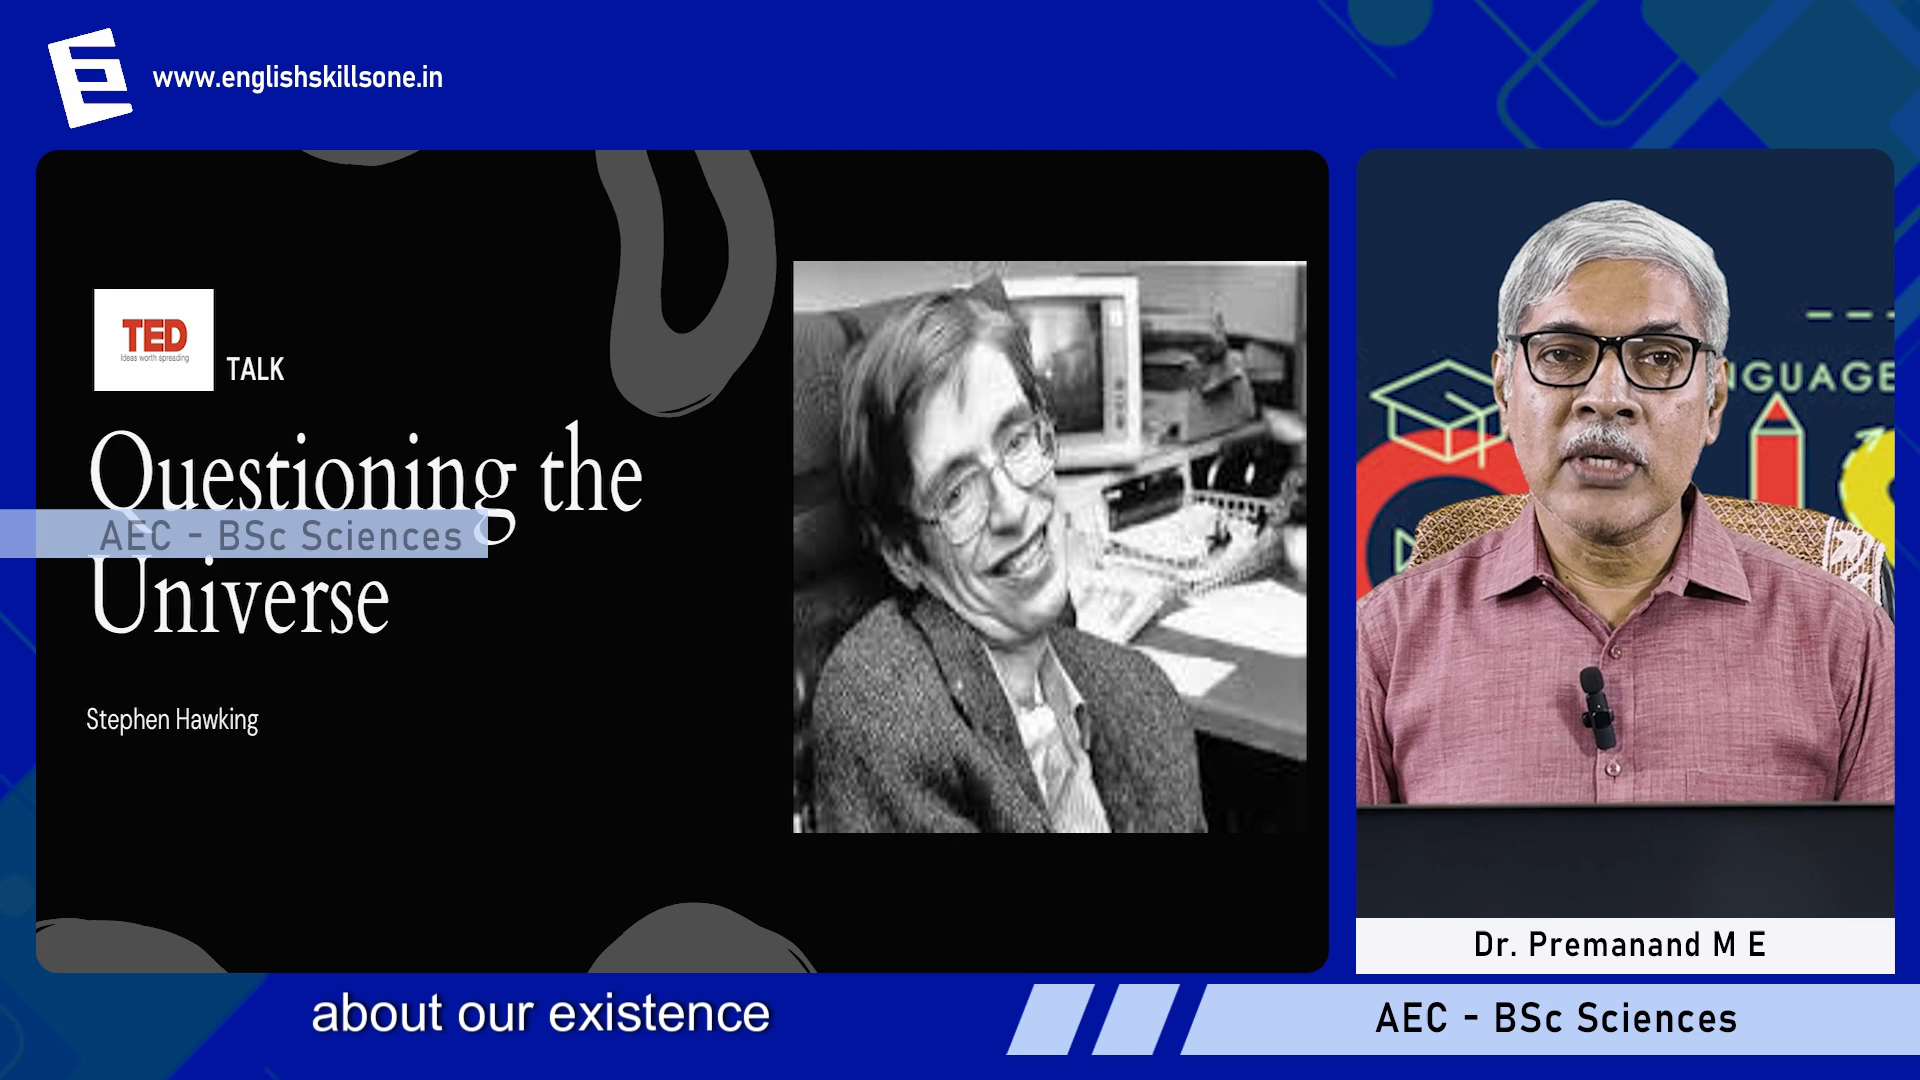 www.englishskillsone.in
TED
Ideas worth spreading
TALK
Questioning the
AEC - BSc Sciences
Universe
Stephen Hawking
NGUAGE
Dr. Premanand M E
about our existence
AEC - BSc Sciences